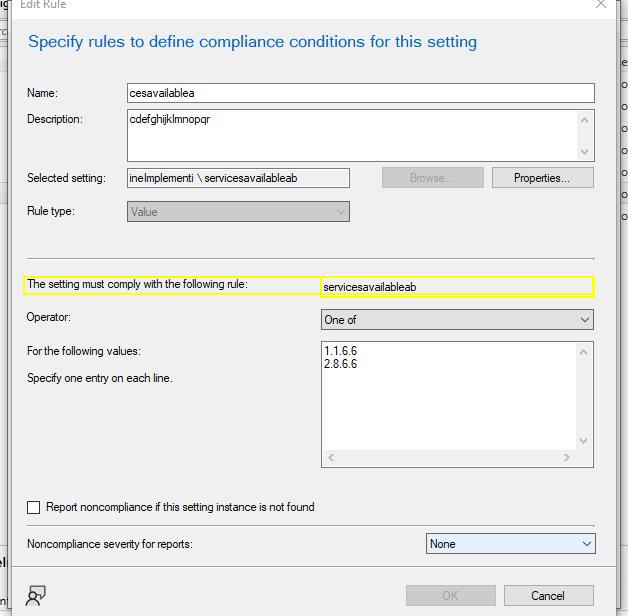 Edit Rule
Specify rules to define compliance conditions for this setting
Name: cesavailablea
Description: cdefghijklmnopqr
Selected setting: ineImplementi \ servicesavailableab Browse... Properties...
Rule type: Value
The setting must comply with the following rule: servicesavailableab
Operator: One of
For the following values: 1.1.6.6
2.8.6.6
Specify one entry on each line.
Report noncompliance if this setting instance is not found
Noncompliance severity for reports: None
OK Cancel